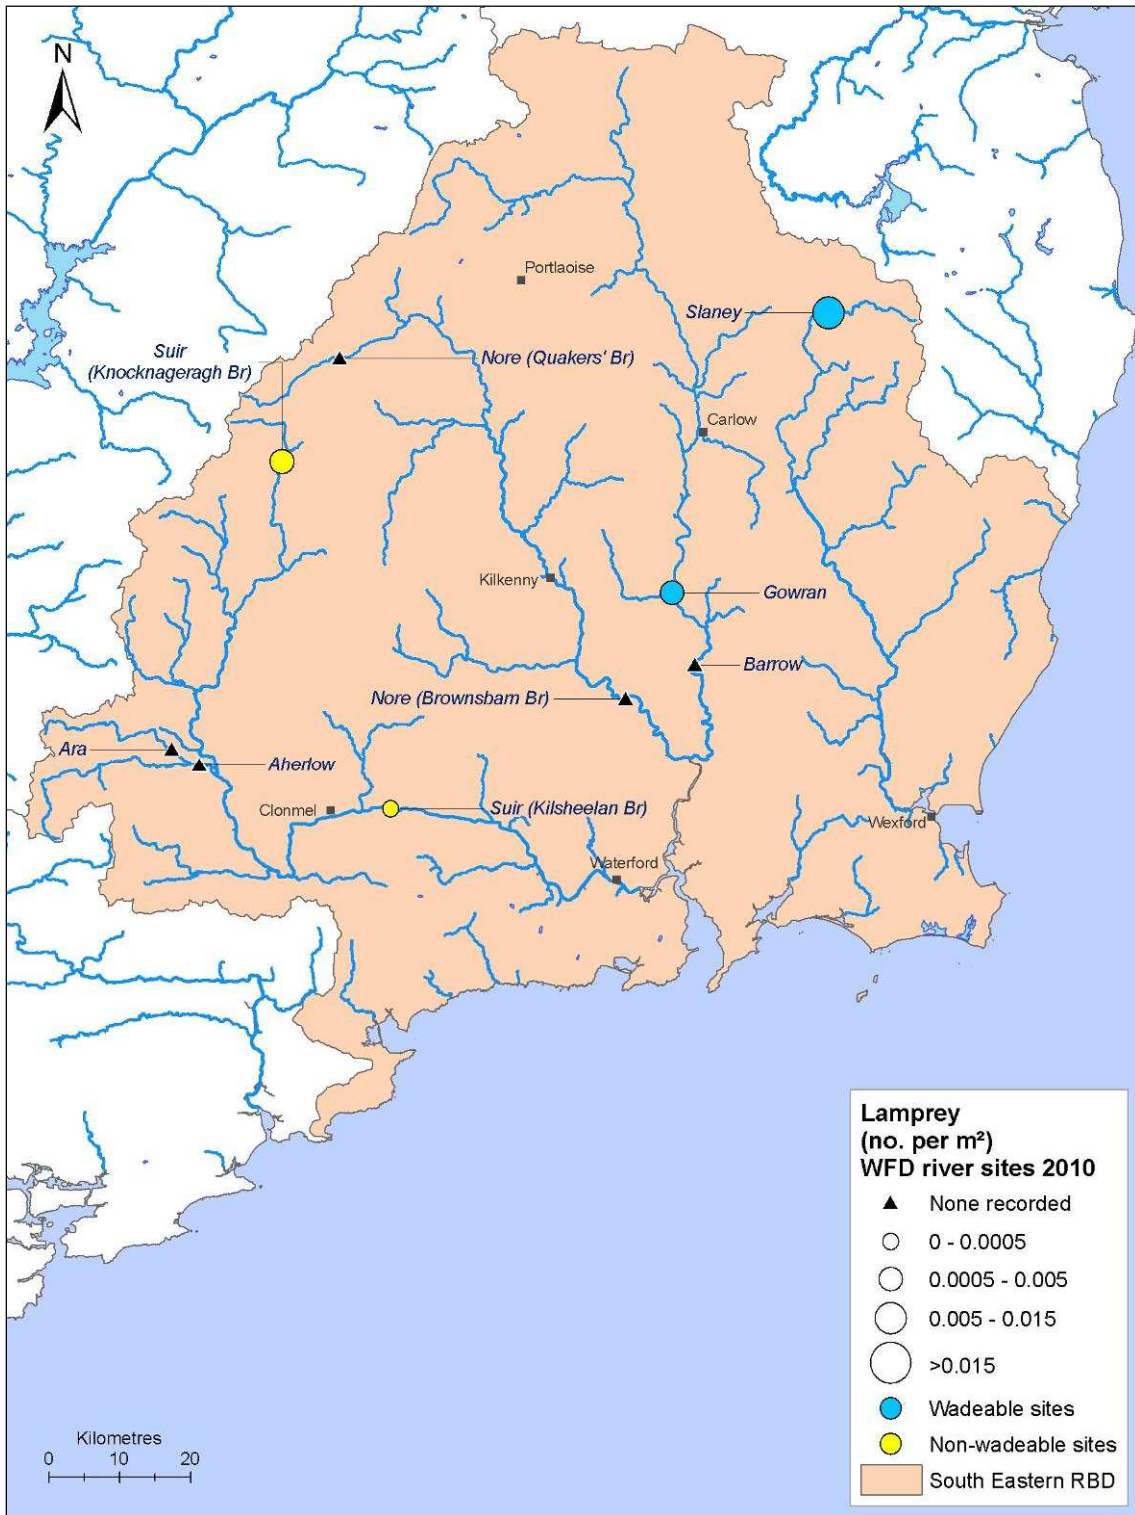 N
Portlaoise
Slaney
Suir
(Knocknageragh Br)
Nore (Quakers' Br)
Carlow
Kilkenny
Gowran
Barrow
Nore (Brownsbarn Br)
Ara
Aherlow
Clonmel
Suir (Kilsheelan Br)
Wexford
Waterford
Lamprey
(no. per m²)
WFD river sites 2010
None recorded
0 - 0.0005
0.0005 - 0.005
0.005 - 0.015
>0.015
Wadeable sites
Non-wadeable sites
South Eastern RBD
Kilometres
0 10 20